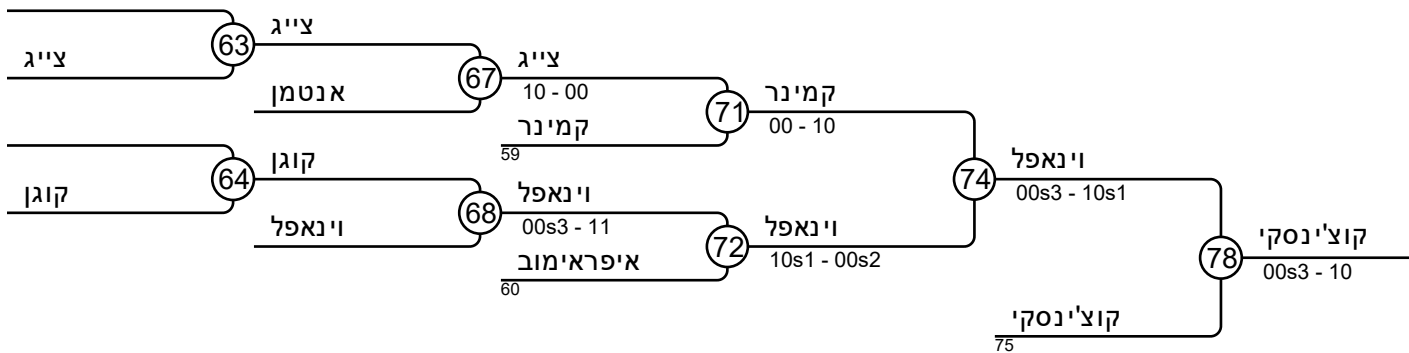 63
צייג
צייג
67
אנטמן
צייג
10 - 00
71
קמינר
59
קמינר
00 - 10
64
קוגן
קוגן
68
וינאפל
וינאפל
00s3 - 11
72
איפראימוב
60
וינאפל
10s1 - 00s2
74
וינאפל
00s3 - 10s1
78
קוצ'ינסקי
75
קוצ'ינסקי
00s3 - 10